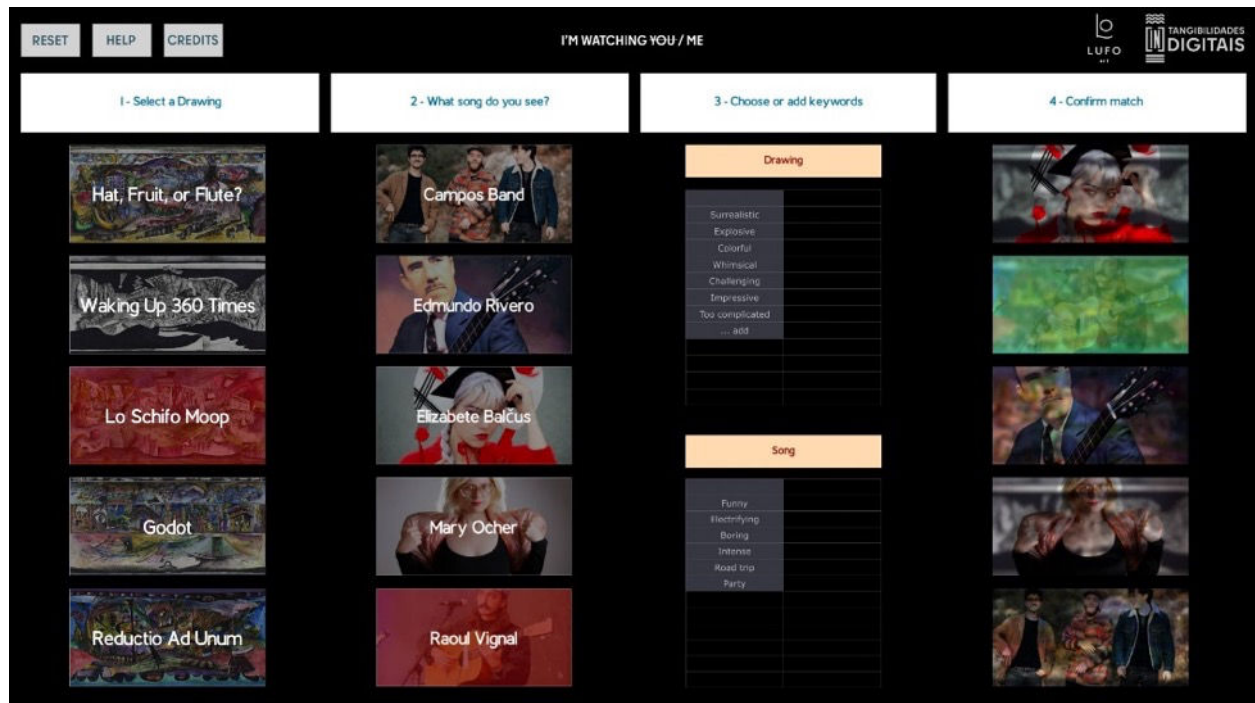 RESET HELP CREDITS
I'M WATCHING YOU / ME
LUFO
ART
TANGIBILIDADES
IN DIGITAIS
1 - Select a Drawing
2 - What song do you see?
3 - Choose or add keywords
4 - Confirm match
Hat, Fruit, or Flute?
Waking Up 360 Times
Lo Schifo Moop
Godot
Reductio Ad Unum
Campos Band
Edmundo Rivero
Elizabete Balčus
Mary Ocher
Raoul Vignal
Drawing
Surrealistic
Explosive
Colorful
Whimsical
Challenging
Impressive
Too complicated
... add
Song
Funny
Electrifying
Boring
Intense
Road trip
Party